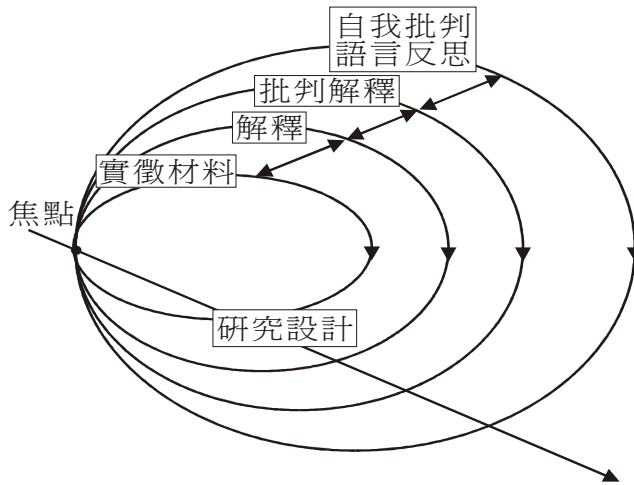 自我批判
語言反思
批判解釋
解釋
實徵材料
焦點
研究設計